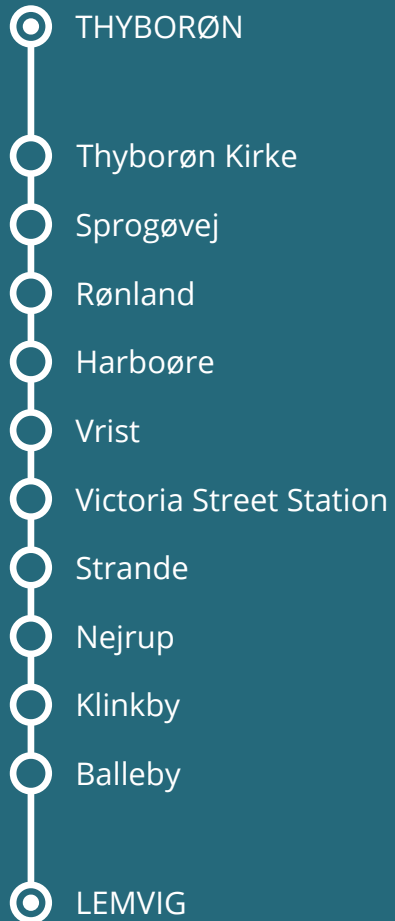 THYBORØN
Thyborøn Kirke
Sprogøvej
Rønland
Harboøre
Vrist
Victoria Street Station
Strande
Nejrup
Klinkby
Balleby
LEMVIG